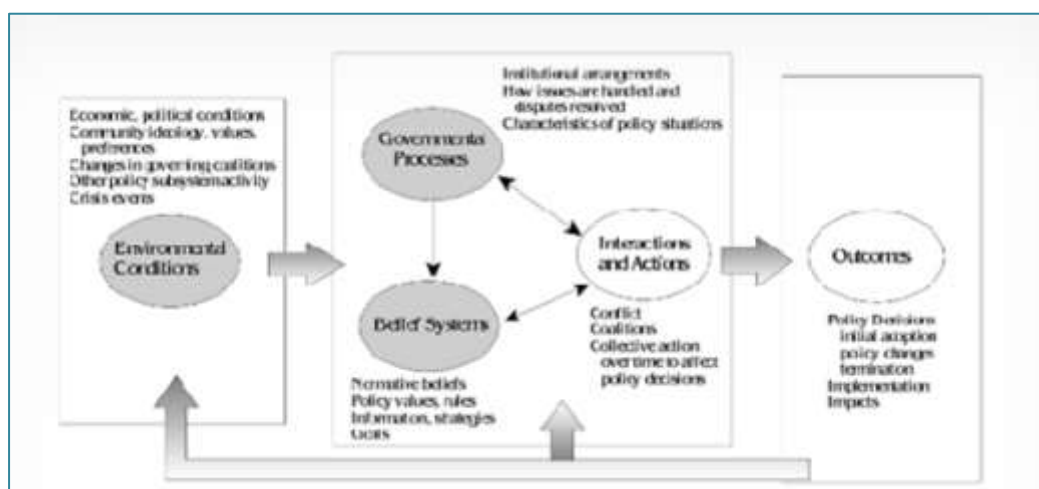 Economic, political conditions
Community ideology, values,
preferences
Changes in governing coalitions
Other policy subsystem activity
Crisis events
Environmental
Conditions
Institutional arrangements
How issues are handled and
disputes resolved
Characteristics of policy situations
Governmental
Processes
Belief Systems
Normative beliefs
Policy values, rules
Information, strategies
Goals
Interactions
and Actions
Conflict
Coalitions
Collective action
over time to affect
policy decisions
Outcomes
Policy Decisions
initial adoption
policy changes
termination
Implementation
Impacts